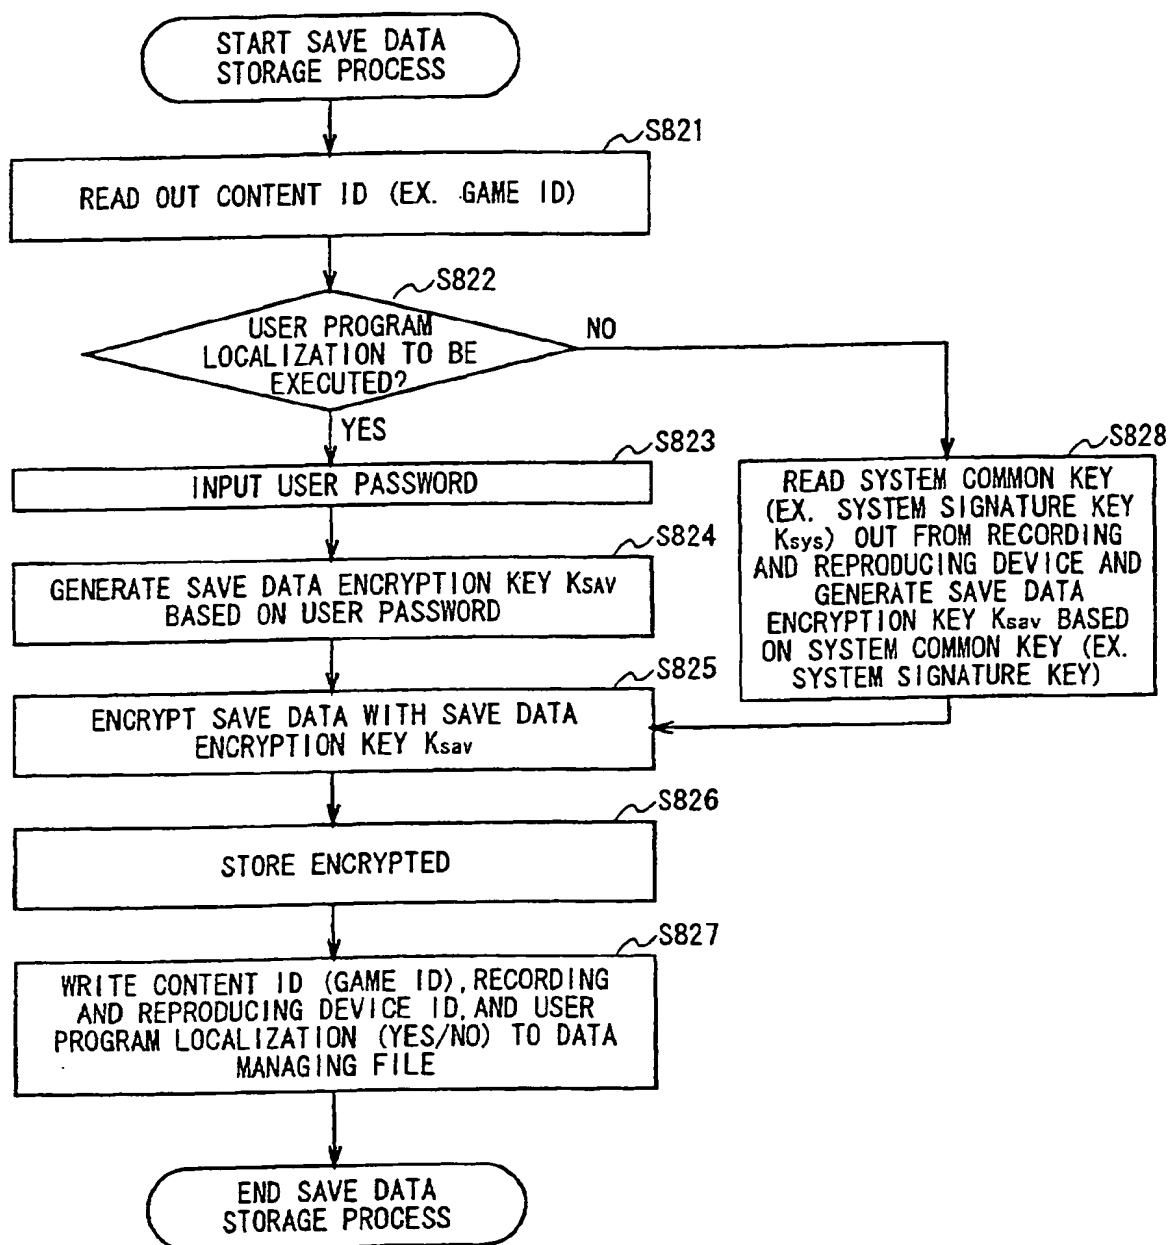 START SAVE DATA
STORAGE PROCESS
S821
READ OUT CONTENT ID (EX. GAME ID)
S822
USER PROGRAM
LOCALIZATION TO BE
EXECUTED?
NO
YES
S823
INPUT USER PASSWORD
S824
GENERATE SAVE DATA ENCRYPTION KEY Ksav
BASED ON USER PASSWORD
S828
READ SYSTEM COMMON KEY
(EX. SYSTEM SIGNATURE KEY
Ksys) OUT FROM RECORDING
AND REPRODUCING DEVICE AND
GENERATE SAVE DATA
ENCRYPTION KEY Ksav BASED
ON SYSTEM COMMON KEY (EX.
SYSTEM SIGNATURE KEY)
S825
ENCRYPT SAVE DATA WITH SAVE DATA
ENCRYPTION KEY Ksav
S826
STORE ENCRYPTED
S827
WRITE CONTENT ID (GAME ID), RECORDING
AND REPRODUCING DEVICE ID, AND USER
PROGRAM LOCALIZATION (YES/NO) TO DATA
MANAGING FILE
END SAVE DATA
STORAGE PROCESS